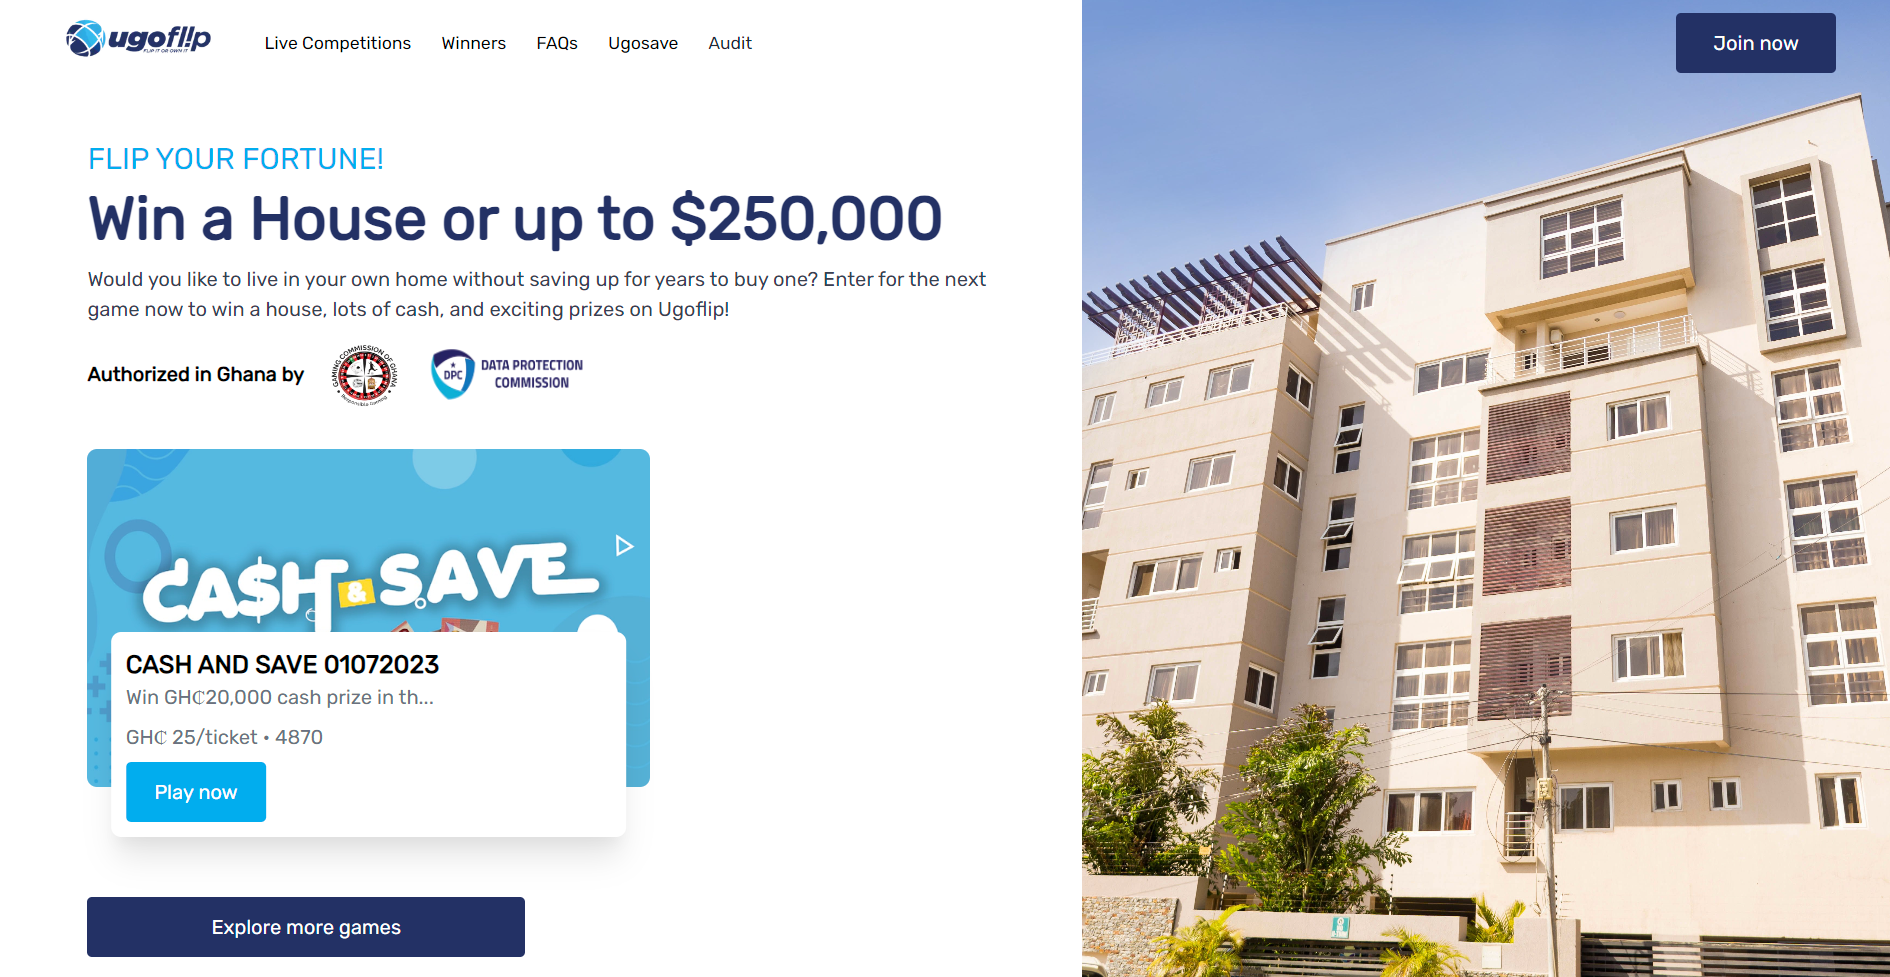 ugofl!p
FLIP IT OR OWN IT
Live Competitions
Winners
FAQs
Ugosave
Audit
Join now
FLIP YOUR FORTUNE!
Win a House or up to $250,000
Would you like to live in your own home without saving up for years to buy one? Enter for the next
game now to win a house, lots of cash, and exciting prizes on Ugoflip!
Authorized in Ghana by
GAMING COMMISSION OF GHANA
Responsible Gaming
DPC
DATA PROTECTION
COMMISSION
CA$H & SAVE
CASH AND SAVE 01072023
Win GH₵20,000 cash prize in th...
GH₵ 25/ticket • 4870
Play now
Explore more games